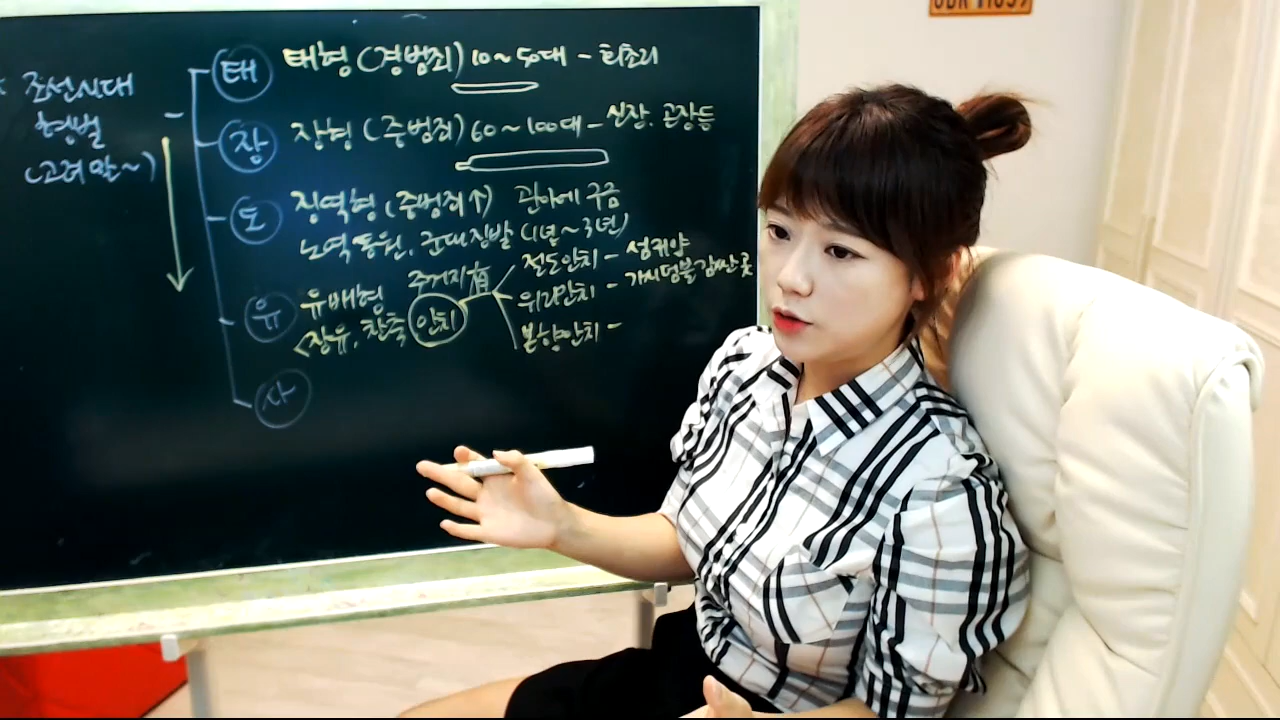 조선시대
형벌
(고려말~)
태 태형 (경범죄) 10~50대 - 회초리
장 장형 (중범죄) 60~100대 - 신장, 곤장등
도 징역형 (중범죄↑) 관아에 구금
노역동원, 군대징발 (1년~3년)
유 유배형 주거지有
<장유, 찬축 안치
절도안치 - 섬귀양
위리안치 - 가시덩불감싼곳
본향안치 -
사